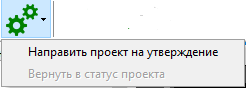 Направить проект на утверждение
Вернуть в статус проекта